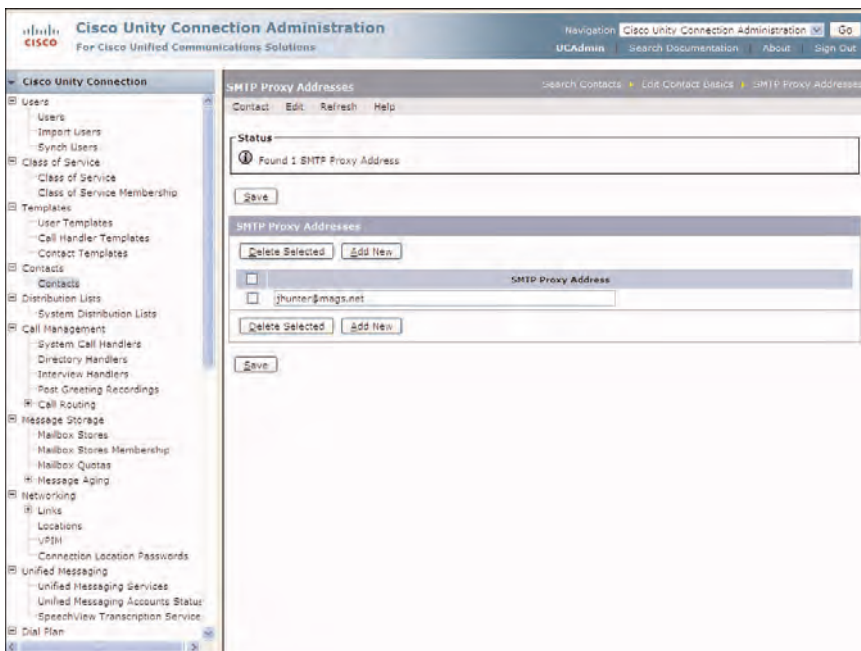 Cisco Unity Connection Administration
For Cisco Unified Communications Solutions
CISCO
Navigation Cisco Unity Connection Administration Go
UCAdmin Search Documentation About Sign Out
Cisco Unity Connection
Users
Users
Import Users
Synch Users
Class of Service
Class of Service
Class of Service Membership
Templates
User Templates
Call Handler Templates
Contact Templates
Contacts
Contacts
Distribution Lists
System Distribution Lists
Call Management
System Call Handlers
Directory Handlers
Interview Handlers
Post Greeting Recordings
Call Routing
Message Storage
Mailbox Stores
Mailbox Stores Membership
Mailbox Quotas
Message Aging
Networking
Links
Locations
VPIM
Connection Location Passwords
Unified Messaging
Unified Messaging Services
Unified Messaging Accounts Status
SpeechView Transcription Service
Dial Plan
SMTP Proxy Addresses
Search Contacts Edit Contact Basics SMTP Proxy Addresses
Contact Edit Refresh Help
Status
Found 1 SMTP Proxy Address
Save
SMTP Proxy Addresses
Delete Selected Add New
SMTP Proxy Address
jhunter@mags.net
Delete Selected Add New
Save